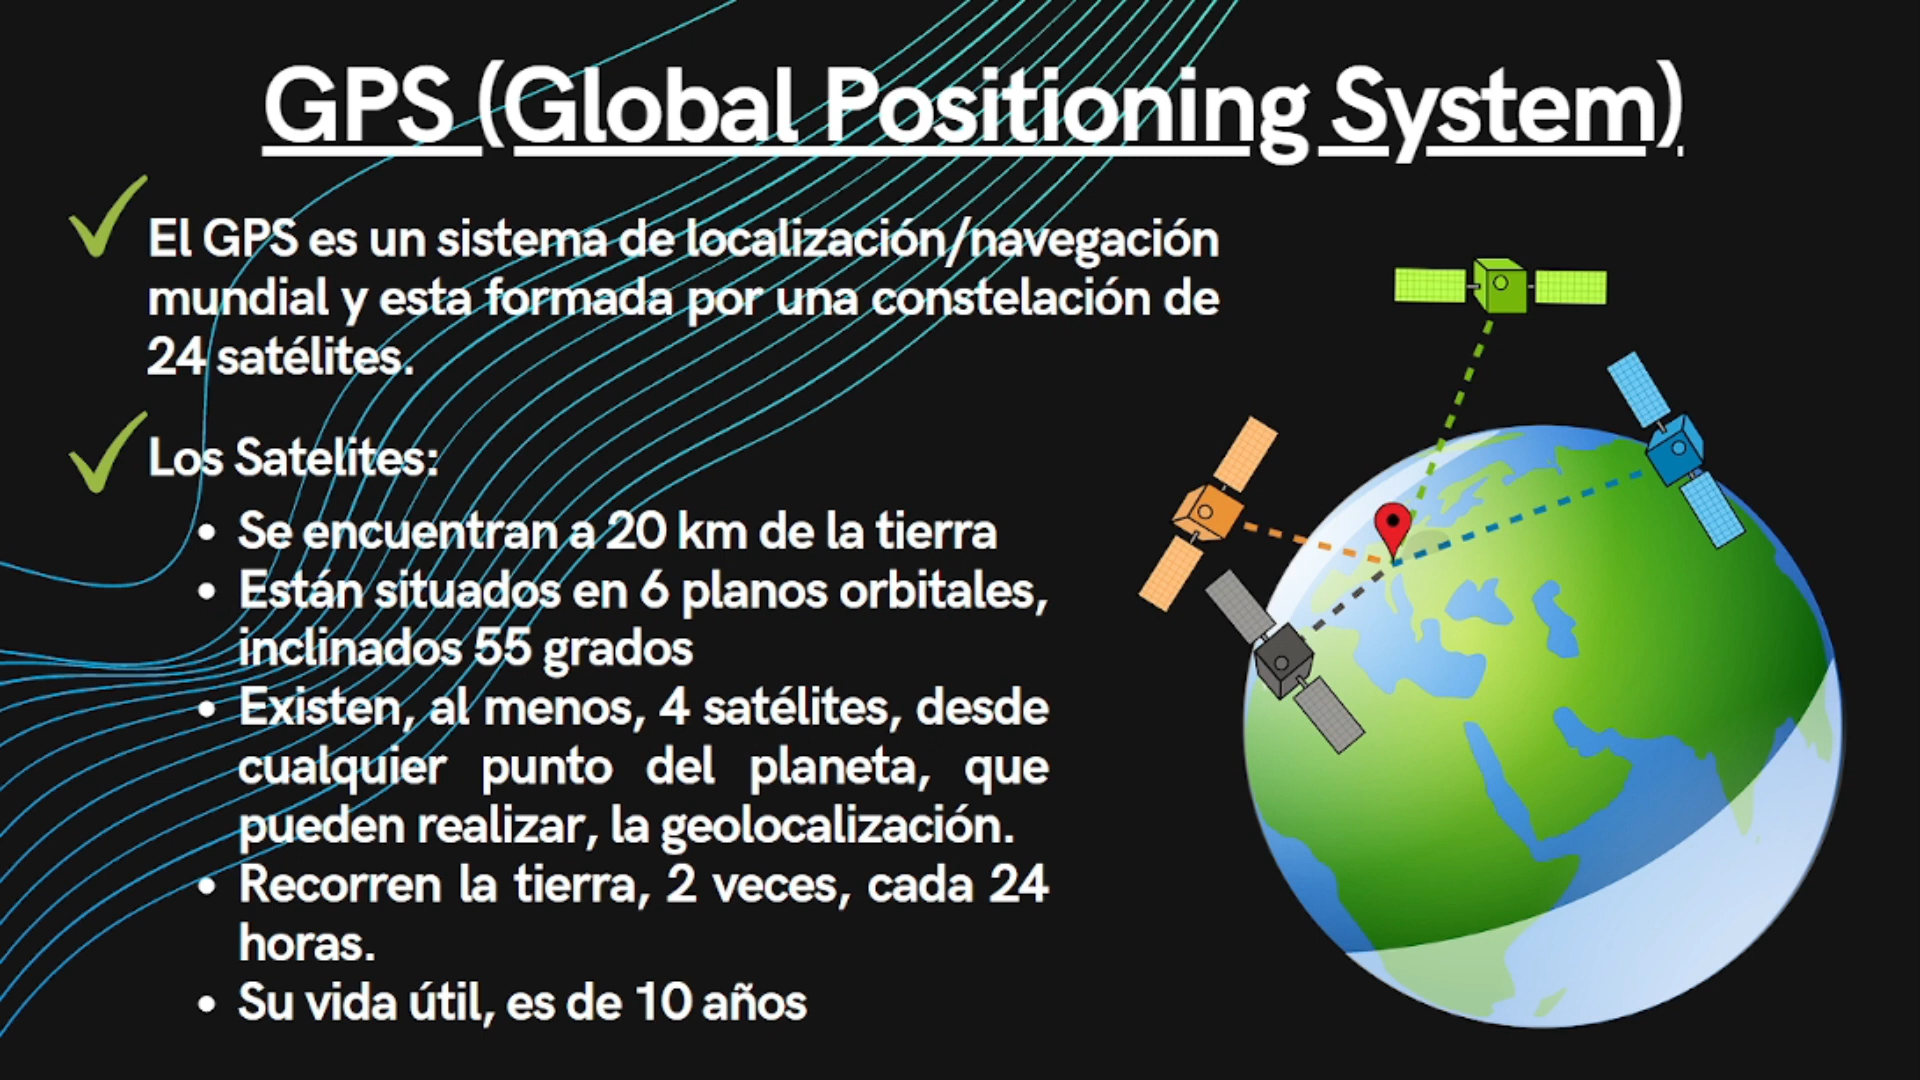 GPS (Global Positioning System)
El GPS es un sistema de localización/navegación
mundial y esta formada por una constelación de
24 satélites.
Los Satelites:
• Se encuentran a 20 km de la tierra
• Están situados en 6 planos orbitales,
inclinados 55 grados
• Existen, al menos, 4 satélites, desde
cualquier punto del planeta, que
pueden realizar, la geolocalización.
• Recorren la tierra, 2 veces, cada 24
horas.
• Su vida útil, es de 10 años